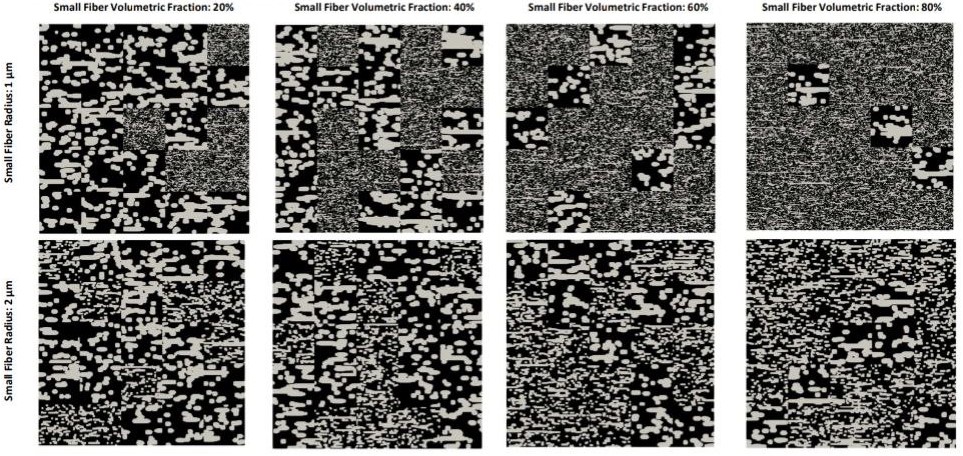 Small Fiber Volumetric Fraction: 20%
Small Fiber Volumetric Fraction: 40%
Small Fiber Volumetric Fraction: 60%
Small Fiber Volumetric Fraction: 80%
Small Fiber Radius: 1 µm
Small Fiber Radius: 2 µm